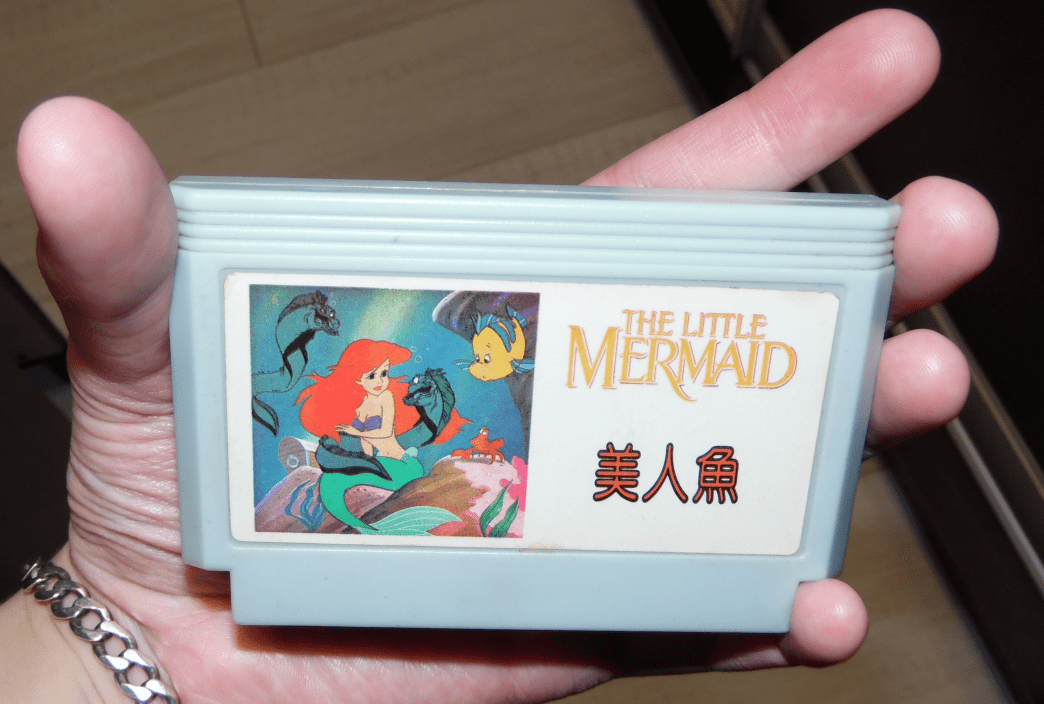 THE LITTLE
MERMAID
美人魚